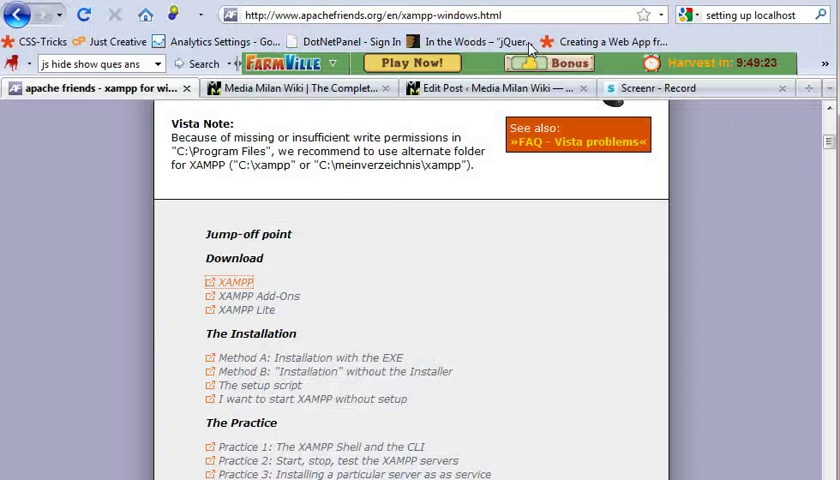 http://www.apachefriends.org/en/xampp-windows.html
setting up localhost
CSS-Tricks
Just Creative
Analytics Settings - Go...
DotNetPanel - Sign In
In the Woods – "jQuer...
Creating a Web App fr...
js hide show ques ans
Search
FARMVILLE
Play Now!
Bonus
Harvest in: 9:49:23
»
apache friends - xampp for wi...
Media Milan Wiki | The Complet...
Edit Post ‹ Media Milan Wiki — ...
Screenr - Record
Vista Note:
Because of missing or insufficient write permissions in
"C:\Program Files", we recommend to use alternate folder
for XAMPP ("C:\xampp" or "C:\meinverzeichnis\xampp").
See also:
»FAQ - Vista problems«
Jump-off point
Download
XAMPP
XAMPP Add-Ons
XAMPP Lite
The Installation
Method A: Installation with the EXE
Method B: "Installation" without the Installer
The setup script
I want to start XAMPP without setup
The Practice
Practice 1: The XAMPP Shell and the CLI
Practice 2: Start, stop, test the XAMPP servers
Practice 3: Installing a particular server as as service